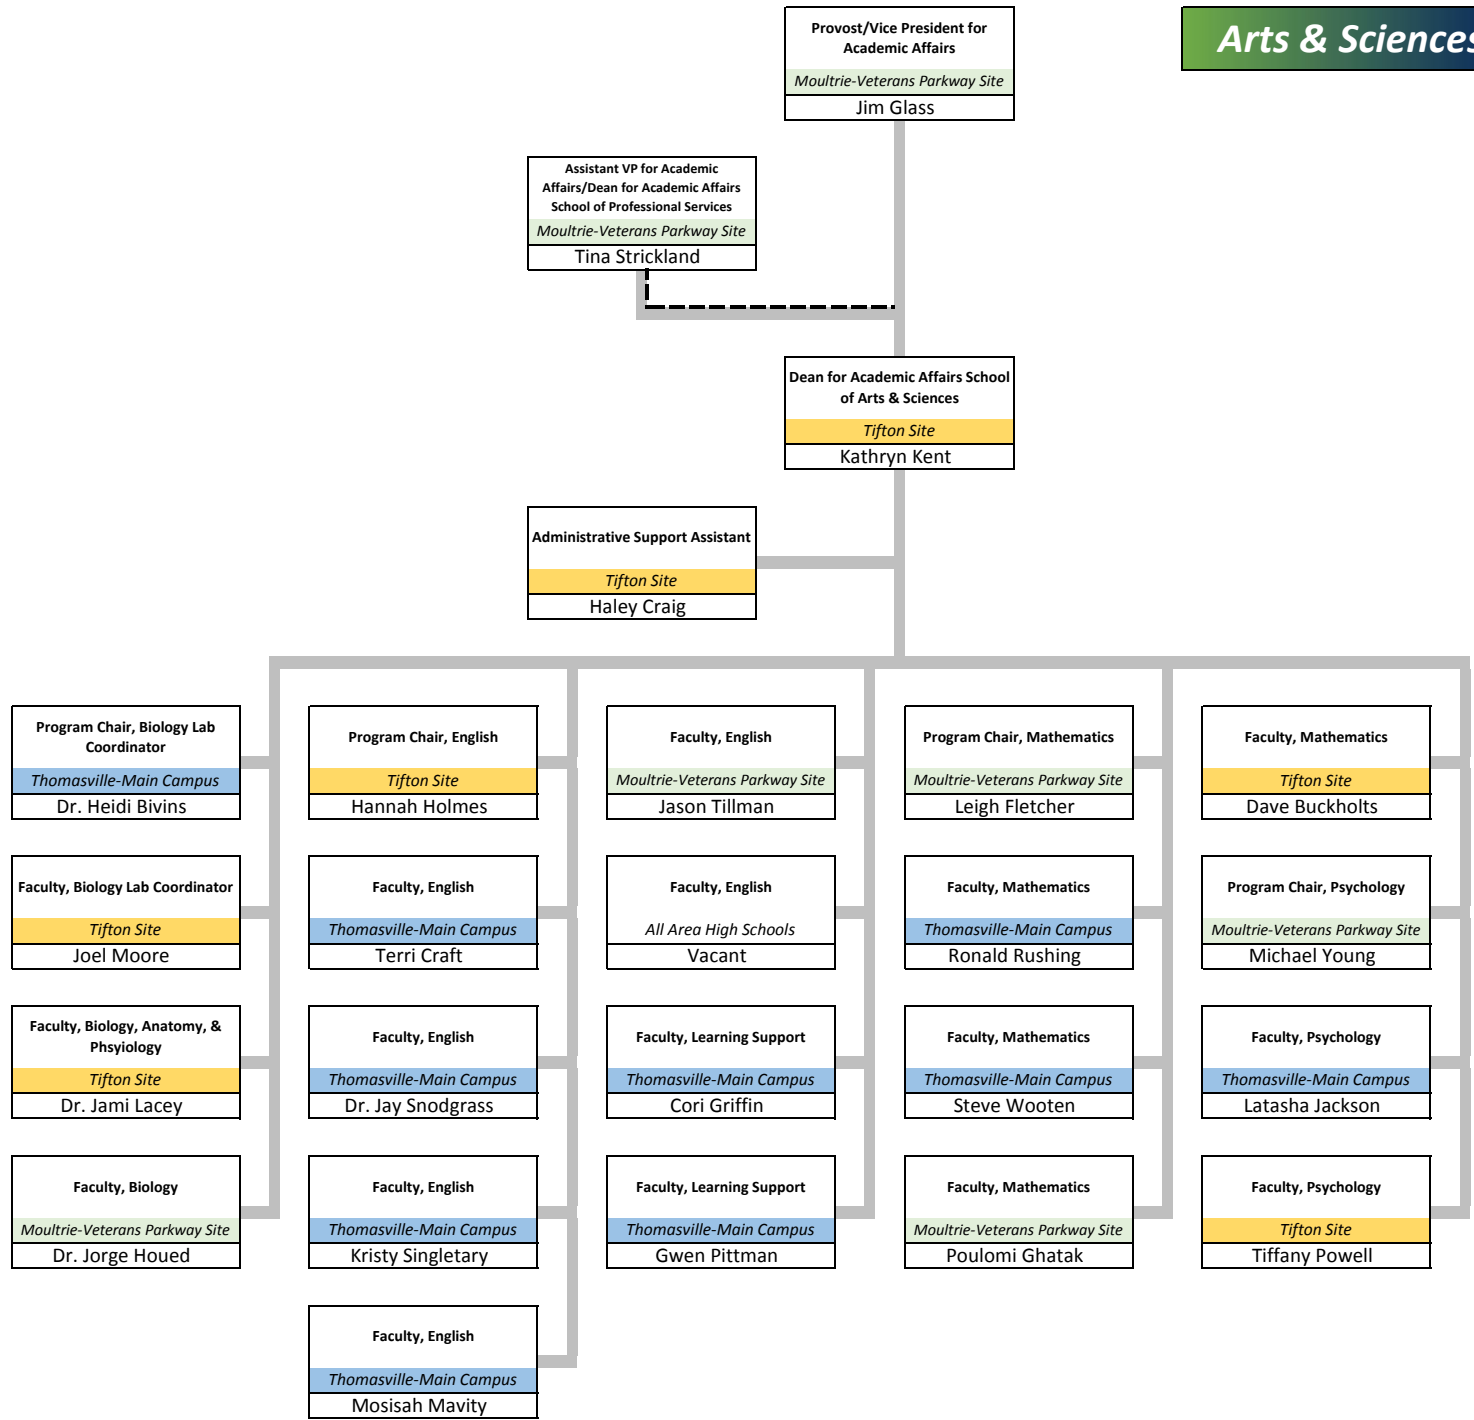 Provost/Vice President for
Academic Affairs
Moultrie-Veterans Parkway Site
Jim Glass
Arts & Sciences
Assistant VP for Academic
Affairs/Dean for Academic Affairs
School of Professional Services
Moultrie-Veterans Parkway Site
Tina Strickland
Dean for Academic Affairs School
of Arts & Sciences
Tifton Site
Kathryn Kent
Administrative Support Assistant
Tifton Site
Haley Craig
Program Chair, Biology Lab
Coordinator
Thomasville-Main Campus
Dr. Heidi Bivins
Program Chair, English
Tifton Site
Hannah Holmes
Faculty, English
Moultrie-Veterans Parkway Site
Jason Tillman
Program Chair, Mathematics
Moultrie-Veterans Parkway Site
Leigh Fletcher
Faculty, Mathematics
Tifton Site
Dave Buckholts
Faculty, Biology Lab Coordinator
Tifton Site
Joel Moore
Faculty, English
Thomasville-Main Campus
Terri Craft
Faculty, English
All Area High Schools
Vacant
Faculty, Mathematics
Thomasville-Main Campus
Ronald Rushing
Program Chair, Psychology
Moultrie-Veterans Parkway Site
Michael Young
Faculty, Biology, Anatomy, &
Phsyiology
Tifton Site
Dr. Jami Lacey
Faculty, English
Thomasville-Main Campus
Dr. Jay Snodgrass
Faculty, Learning Support
Thomasville-Main Campus
Cori Griffin
Faculty, Mathematics
Thomasville-Main Campus
Steve Wooten
Faculty, Psychology
Thomasville-Main Campus
Latasha Jackson
Faculty, Biology
Moultrie-Veterans Parkway Site
Dr. Jorge Houed
Faculty, English
Thomasville-Main Campus
Kristy Singletary
Faculty, Learning Support
Thomasville-Main Campus
Gwen Pittman
Faculty, Mathematics
Moultrie-Veterans Parkway Site
Poulomi Ghatak
Faculty, Psychology
Tifton Site
Tiffany Powell
Faculty, English
Thomasville-Main Campus
Mosisah Mavity